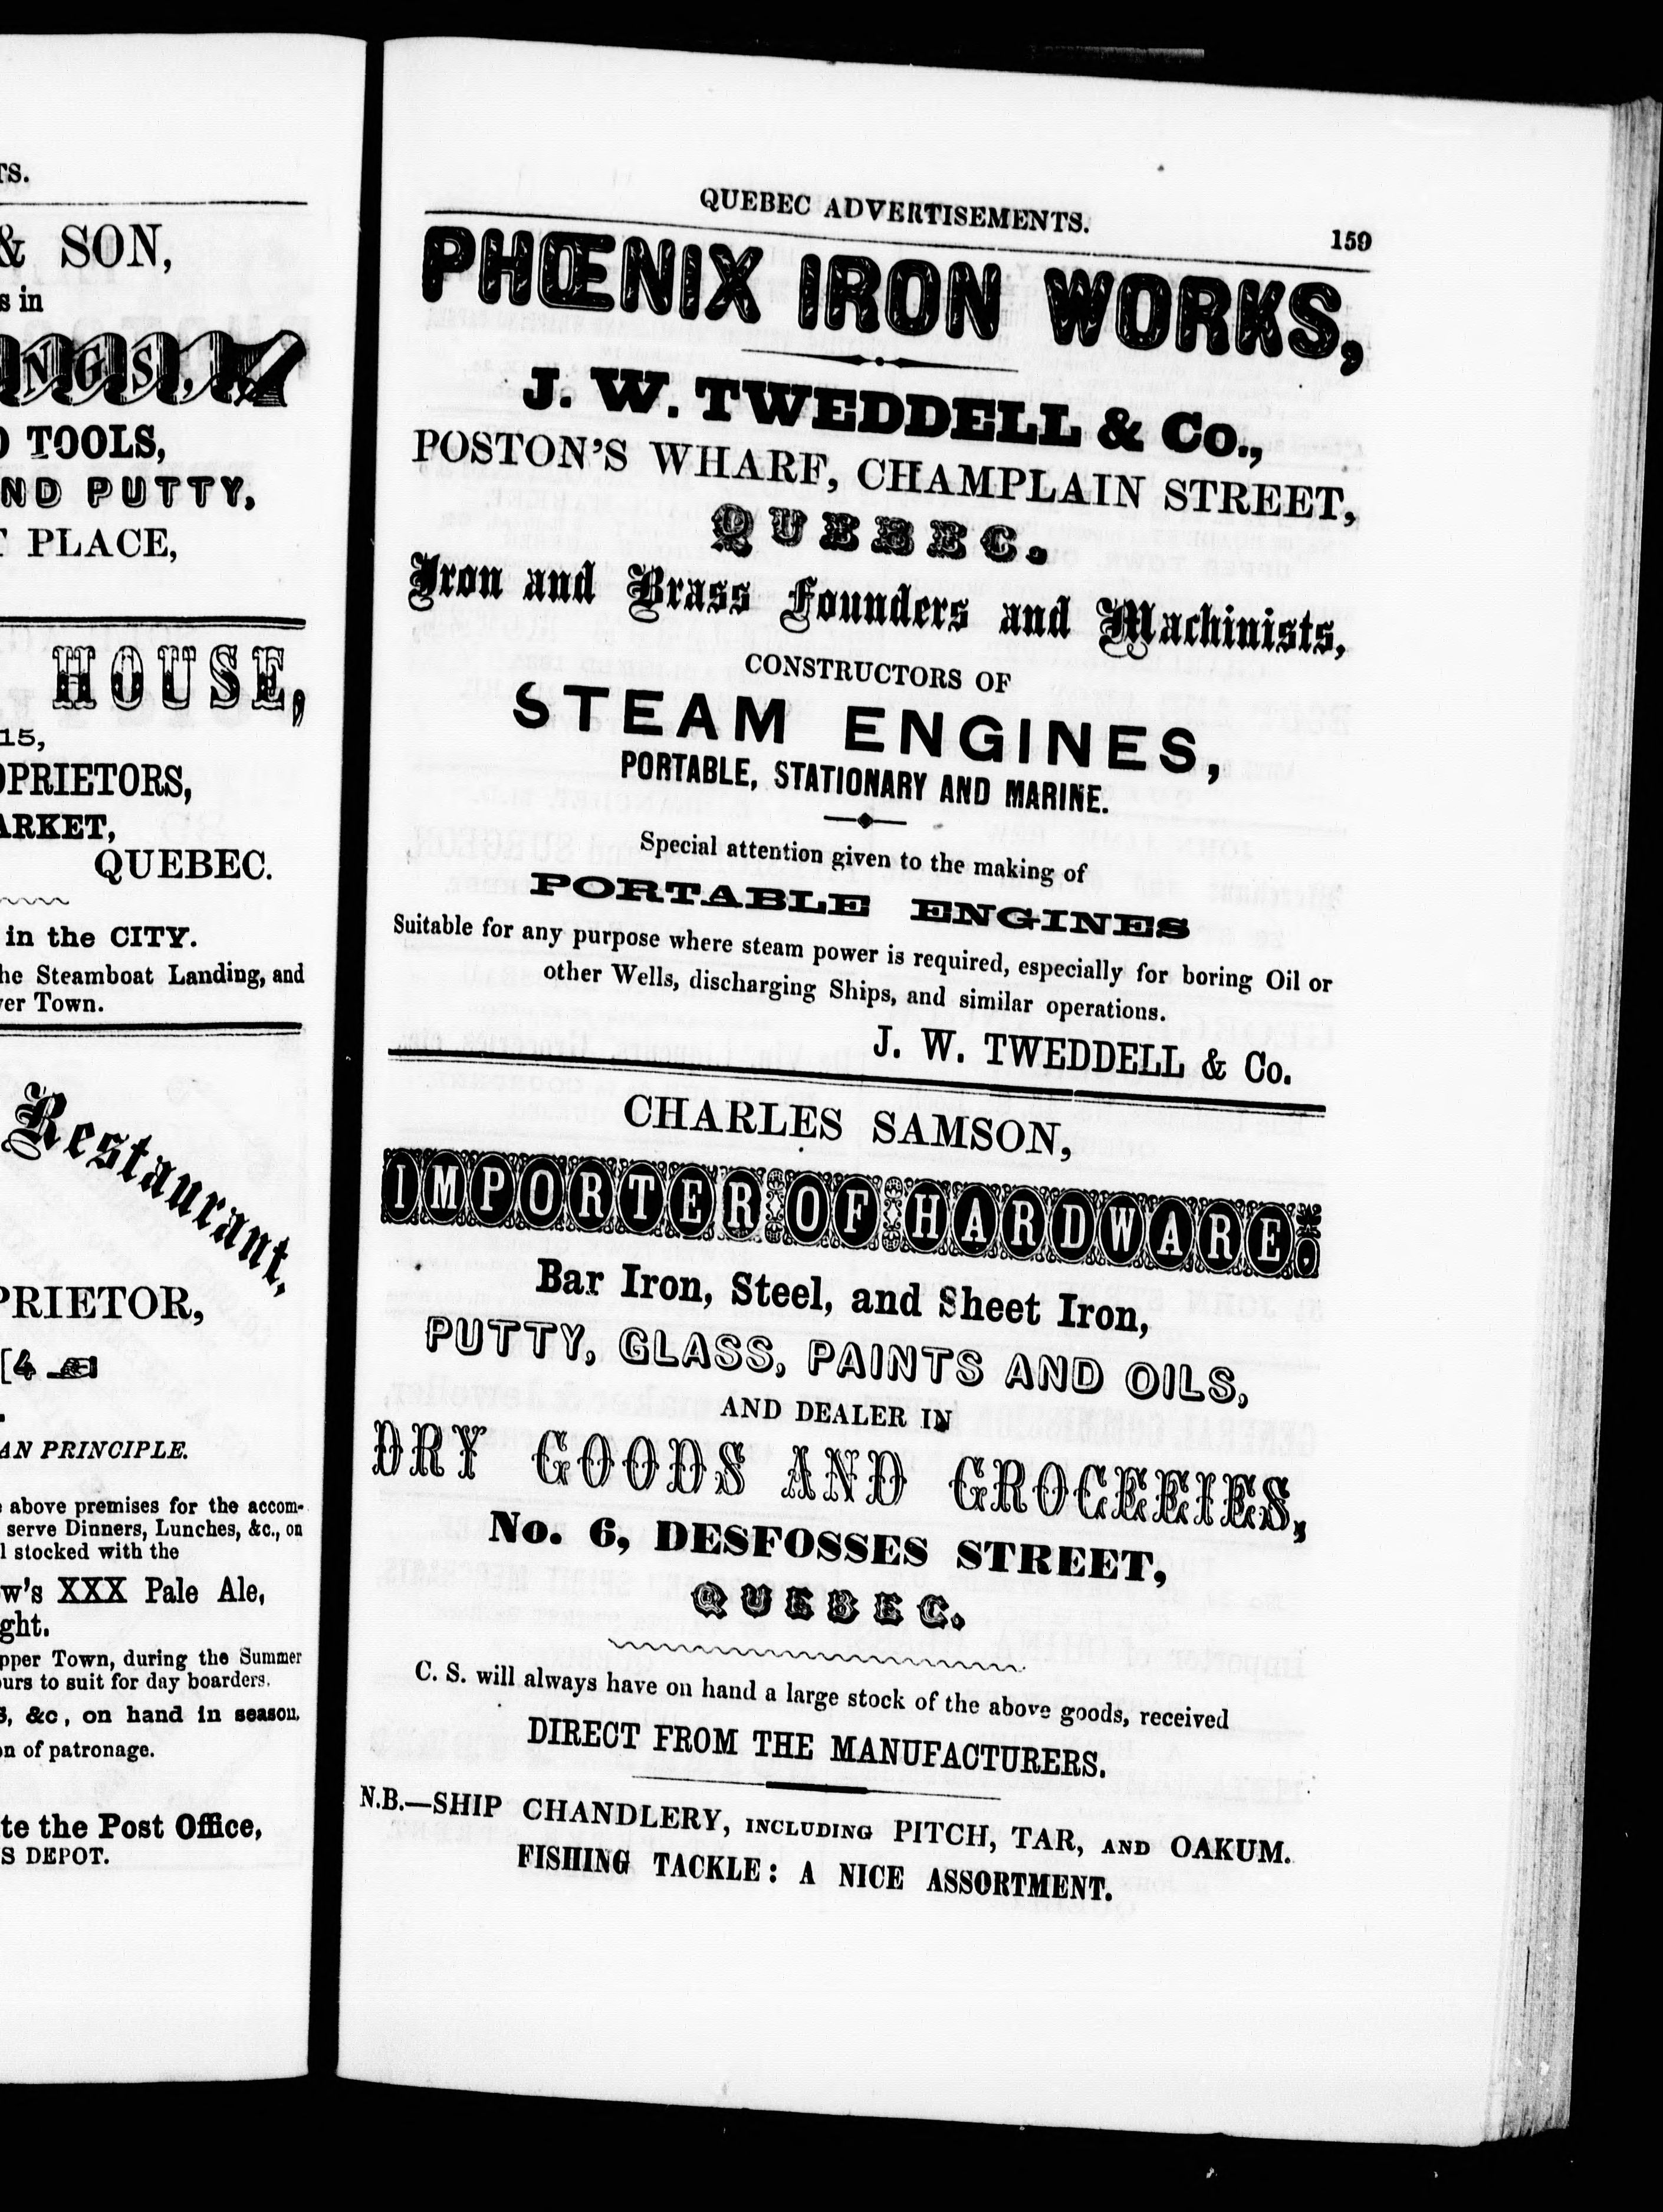 TS.
& SON,
s in
NGS,
TOOLS,
ND PUTTY,
PLACE,
HOUSE,
15,
OPRIETORS,
ARKET,
QUEBEC.
in the CITY.
he Steamboat Landing, and
er Town.
Restaurant,
PRIETOR,
[4
AN PRINCIPLE.
above premises for the accom-
serve Dinners, Lunches, &c., on
l stocked with the
w's XXX Pale Ale,
ght.
pper Town, during the Summer
urs to suit for day boarders.
S, &c, on hand in season.
on of patronage.
te the Post Office,
S DEPOT.
QUEBEC ADVERTISEMENTS. 159
PHŒNIX IRON WORKS,
J. W. TWEDDELL & Co.,
POSTON'S WHARF, CHAMPLAIN STREET,
QUEBEC.
Iron and Brass Founders and Machinists,
CONSTRUCTORS OF
STEAM ENGINES,
PORTABLE, STATIONARY AND MARINE.
Special attention given to the making of
PORTABLE ENGINES
Suitable for any purpose where steam power is required, especially for boring Oil or
other Wells, discharging Ships, and similar operations.
J. W. TWEDDELL & Co.
CHARLES SAMSON,
IMPORTER OF HARDWARE,
Bar Iron, Steel, and Sheet Iron,
PUTTY, GLASS, PAINTS AND OILS,
AND DEALER IN
DRY GOODS AND GROCEEIES,
No. 6, DESFOSSES STREET,
QUEBEC.
C. S. will always have on hand a large stock of the above goods, received
DIRECT FROM THE MANUFACTURERS.
N.B.—SHIP CHANDLERY, INCLUDING PITCH, TAR, AND OAKUM.
FISHING TACKLE: A NICE ASSORTMENT.